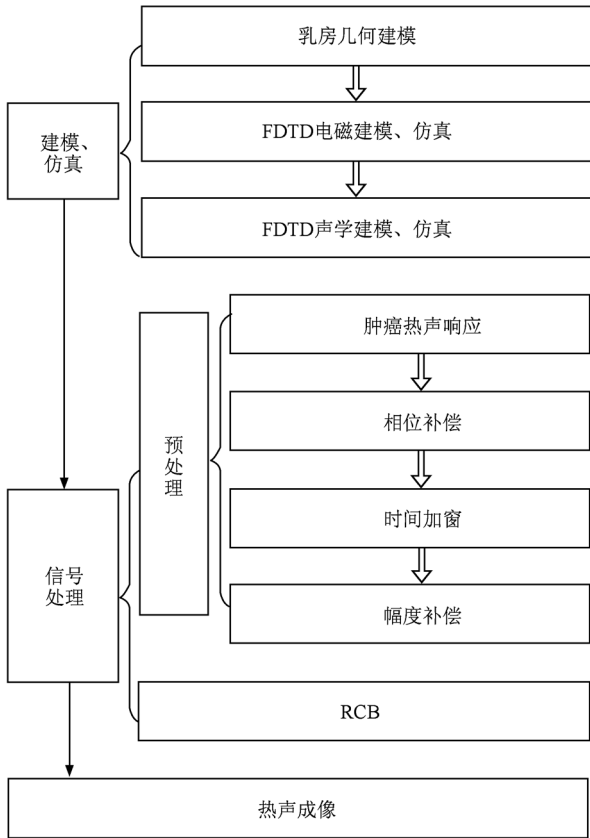 乳房几何建模
建模、
仿真
FDTD电磁建模、仿真
FDTD声学建模、仿真
肿癌热声响应
相位补偿
预
处
理
时间加窗
信号
处理
幅度补偿
RCB
热声成像